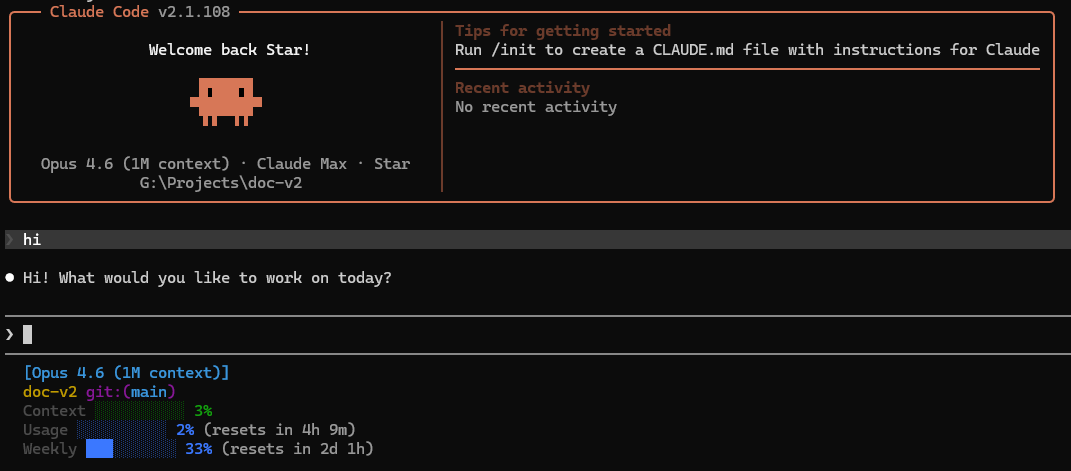 Claude Code v2.1.108
Welcome back Star!
Opus 4.6 (1M context) · Claude Max · Star
G:\Projects\doc-v2
Tips for getting started
Run /init to create a CLAUDE.md file with instructions for Claude
Recent activity
No recent activity
❯ hi
● Hi! What would you like to work on today?
❯
[Opus 4.6 (1M context)]
doc-v2 git:(main)
Context 3%
Usage 2% (resets in 4h 9m)
Weekly 33% (resets in 2d 1h)